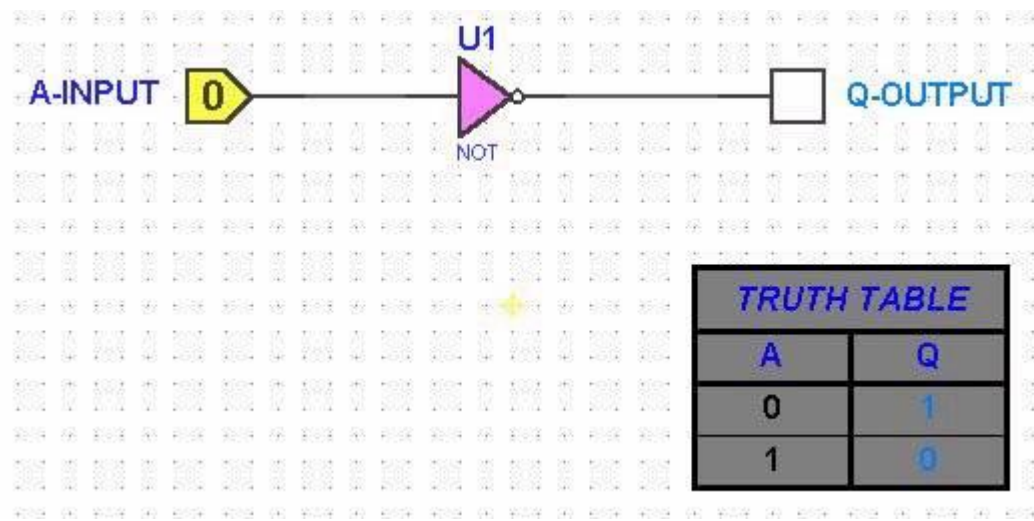 U1
A-INPUT 0 Q-OUTPUT
NOT
TRUTH TABLE
A Q
0 1
1 0